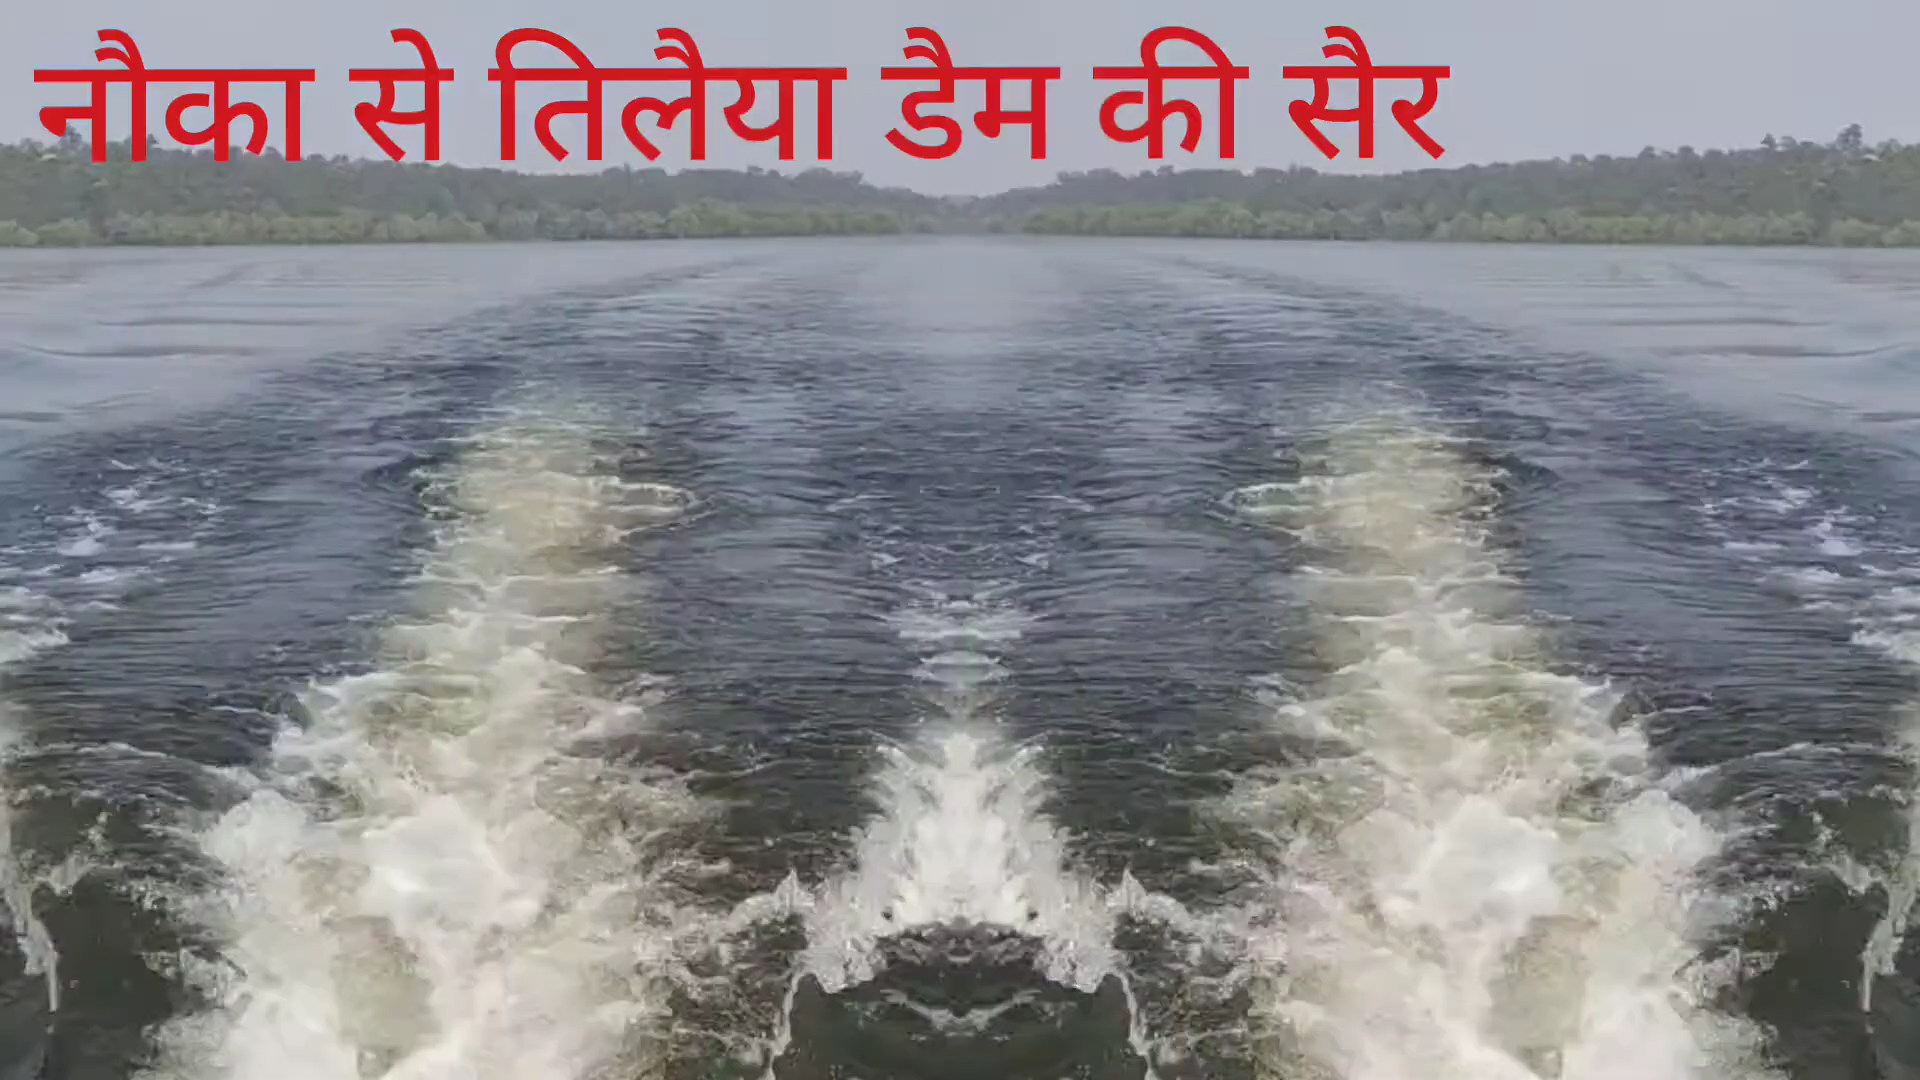 नौका से तिलैया डैम की सैर